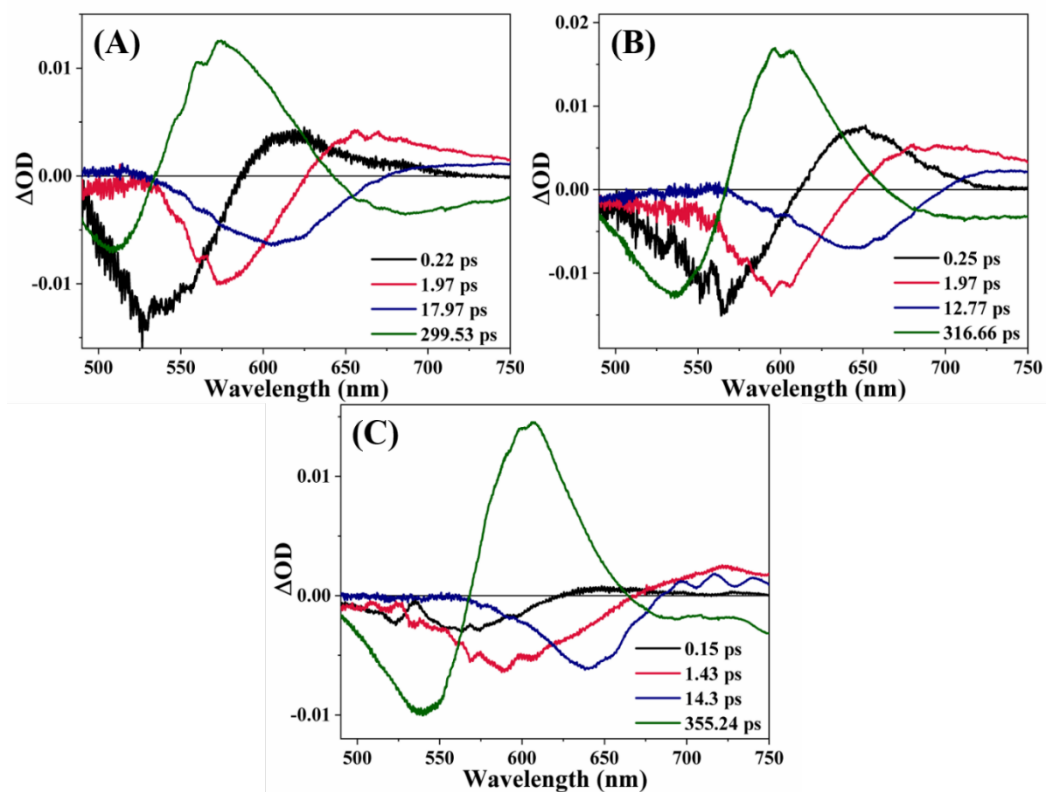 (A)
0.01
0.00
-0.01
ΔOD
0.22 ps
1.97 ps
17.97 ps
299.53 ps
500 550 600 650 700 750
Wavelength (nm)
(B)
0.02
0.01
0.00
-0.01
ΔOD
0.25 ps
1.97 ps
12.77 ps
316.66 ps
500 550 600 650 700 750
Wavelength (nm)
(C)
0.01
0.00
-0.01
ΔOD
0.15 ps
1.43 ps
14.3 ps
355.24 ps
500 550 600 650 700 750
Wavelength (nm)